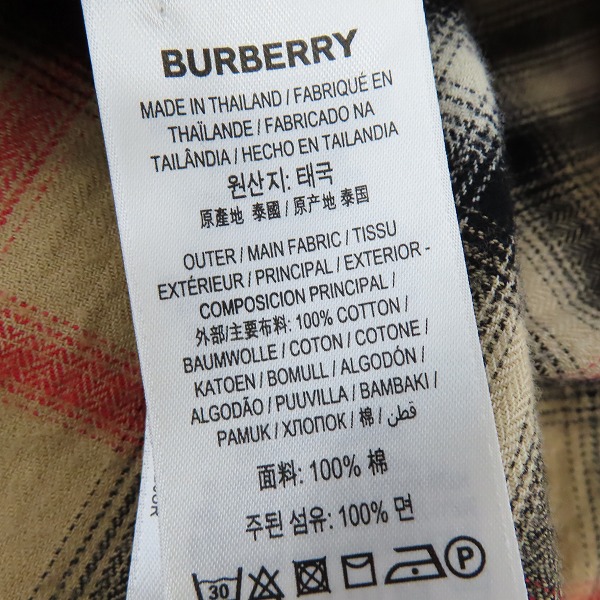 BURBERRY
MADE IN THAILAND / FABRIQUÉ EN
THAÏLANDE / FABRICADO NA
TAILÂNDIA / HECHO EN TAILANDIA
원산지: 태국
原產地 泰國 / 原产地 泰国
OUTER / MAIN FABRIC / TISSU
EXTÉRIEUR / PRINCIPAL / EXTERIOR -
COMPOSICION PRINCIPAL /
外部/主要布料: 100% COTTON /
BAUMWOLLE / COTON / COTONE /
KATOEN / BOMULL / ALGODÓN /
ALGODÃO / PUUVILLA / BAMBAKI /
PAMUK / ХЛОПОК / 棉 / قطن /
面料: 100% 棉
주된 섬유: 100% 면
30 P